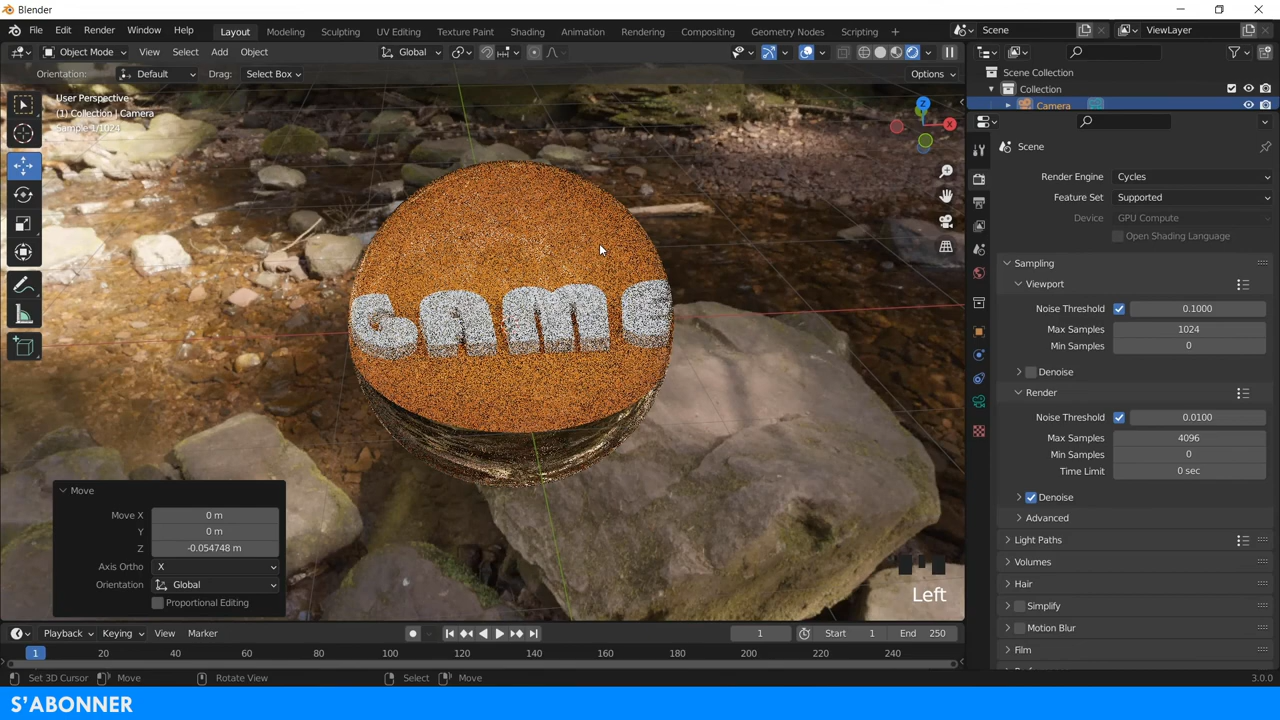 Blender
File Edit Render Window Help Layout Modeling Sculpting UV Editing Texture Paint Shading Animation Rendering Compositing Geometry Nodes Scripting + Scene ViewLayer
Object Mode View Select Add Object Global
Orientation: Default Drag: Select Box Options
Scene Collection
Collection
Camera
User Perspective
(1) Collection | Camera
Sample 1/1024
Z
X
Scene
Render Engine Cycles
Feature Set Supported
Device GPU Compute
Open Shading Language
Sampling
Viewport
Noise Threshold 0.1000
Max Samples 1024
Min Samples 0
Denoise
Render
Noise Threshold 0.0100
Max Samples 4096
Min Samples 0
Time Limit 0 sec
Denoise
Advanced
Light Paths
Volumes
Hair
Simplify
Motion Blur
Film
GAME
Move
Move X 0 m
Y 0 m
Z -0.054748 m
Axis Ortho X
Orientation Global
Proportional Editing
Left
Playback Keying View Marker 1 Start 1 End 250
1 20 40 60 80 100 120 140 160 180 200 220 240
Set 3D Cursor Move Rotate View Select Move 3.0.0
S'ABONNER